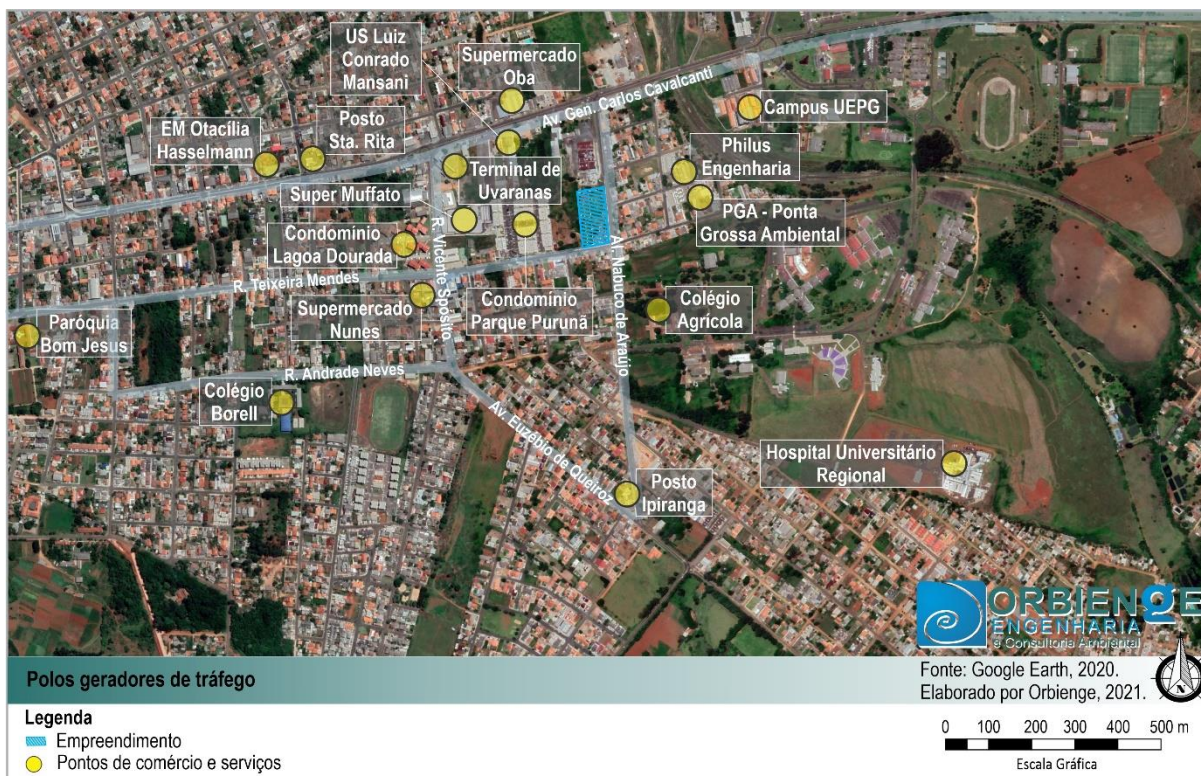 US Luiz
Conrado
Mansani
Supermercado
Oba
Av. Gen. Carlos Cavalcanti
Campus UEPG
EM Otacília
Hasselmann
Posto
Sta. Rita
Philus
Engenharia
Terminal de
Uvaranas
Super Muffato
PGA - Ponta
Grossa Ambiental
Condomínio
Lagoa Dourada
R. Vicente Sposito
Av. Nabuco de Araújo
R. Teixeira Mendes
Supermercado
Nunes
Condomínio
Parque Purunã
Colégio
Agrícola
Paróquia
Bom Jesus
R. Andrade Neves
Colégio
Borell
Av. Euzébio de Queiroz
Hospital Universitário
Regional
Posto
Ipiranga
ORBIENGE
ENGENHARIA
e Consultoria Ambiental
Polos geradores de tráfego
Fonte: Google Earth, 2020.
Elaborado por Orbienge, 2021.
N
Legenda
Empreendimento
Pontos de comércio e serviços
0 100 200 300 400 500 m
Escala Gráfica